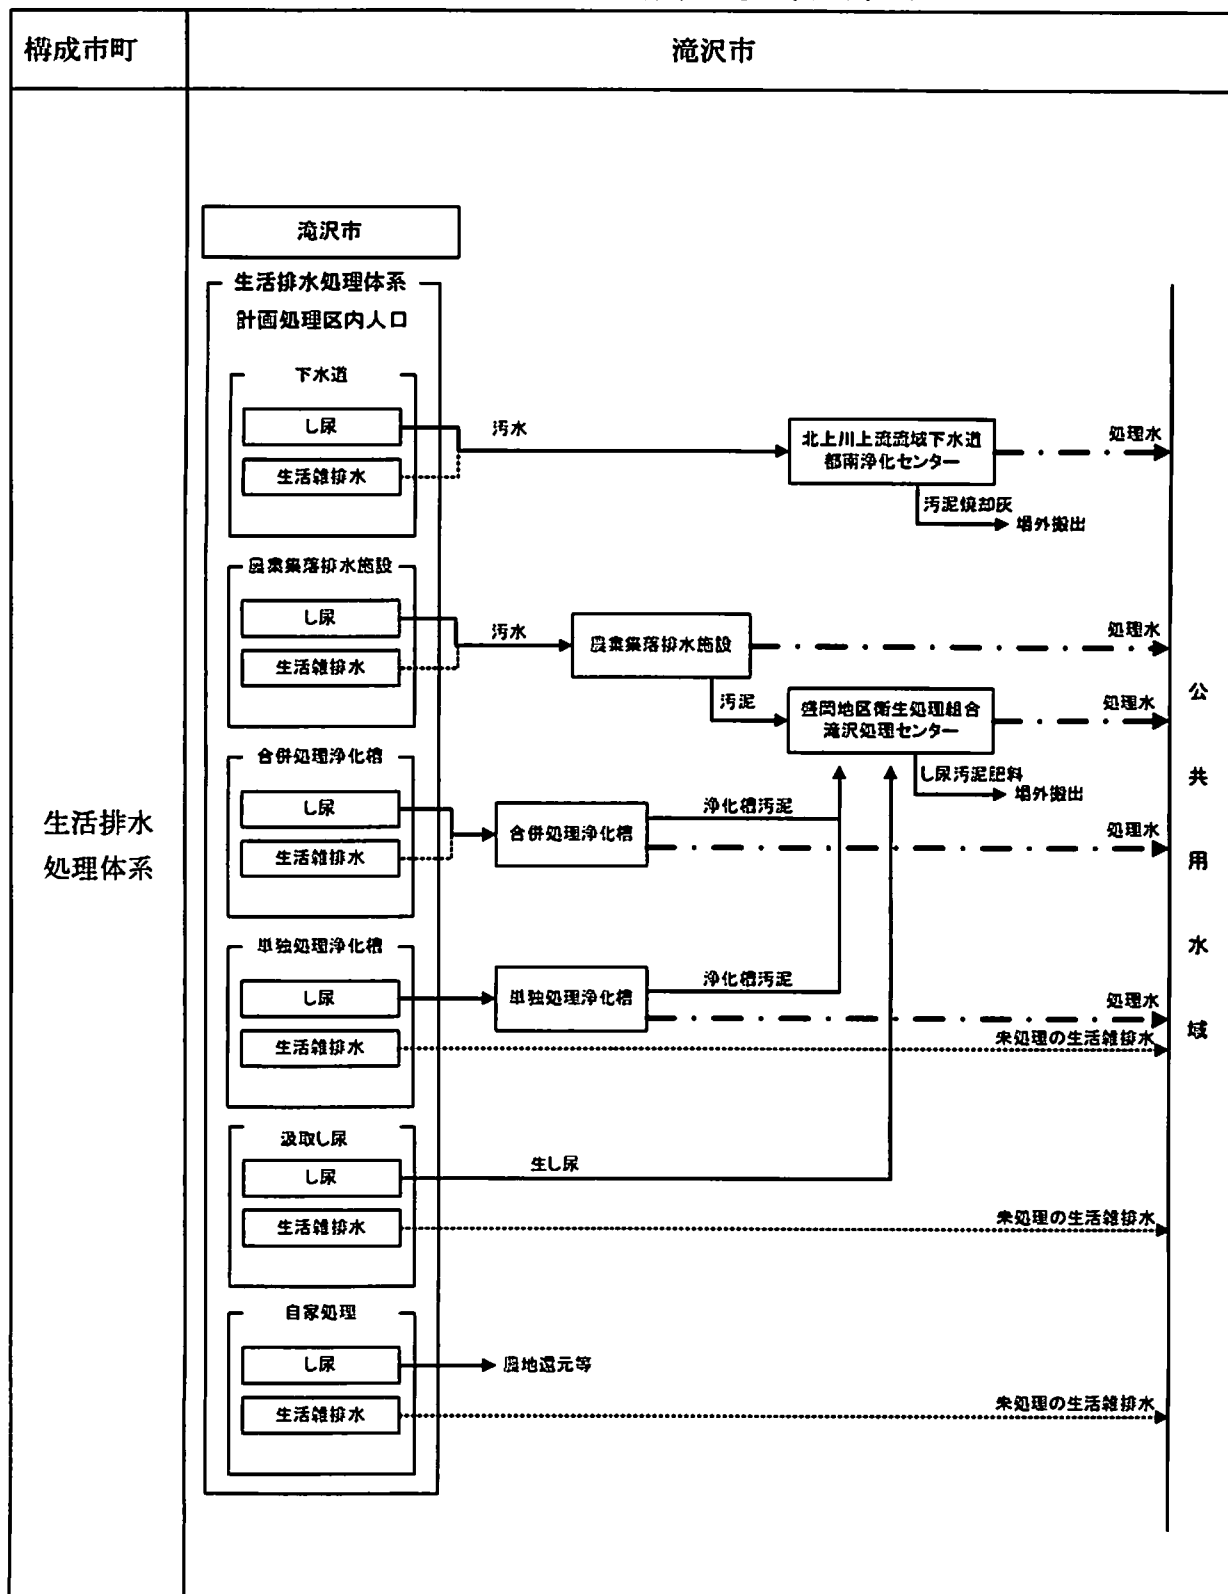 構成市町
滝沢市
生活排水
処理体系
滝沢市
生活排水処理体系
計画処理区内人口
下水道
し尿
生活雑排水
汚水
北上川上流流域下水道
都南浄化センター
処理水
汚泥焼却灰
場外搬出
農業集落排水施設
し尿
生活雑排水
汚水
農業集落排水施設
処理水
汚泥
盛岡地区衛生処理組合
滝沢処理センター
処理水
し尿汚泥肥料
場外搬出
合併処理浄化槽
し尿
生活雑排水
合併処理浄化槽
浄化槽汚泥
処理水
単独処理浄化槽
し尿
生活雑排水
単独処理浄化槽
浄化槽汚泥
処理水
未処理の生活雑排水
汲取し尿
し尿
生活雑排水
生し尿
未処理の生活雑排水
自家処理
し尿
生活雑排水
農地還元等
未処理の生活雑排水
公共用水域